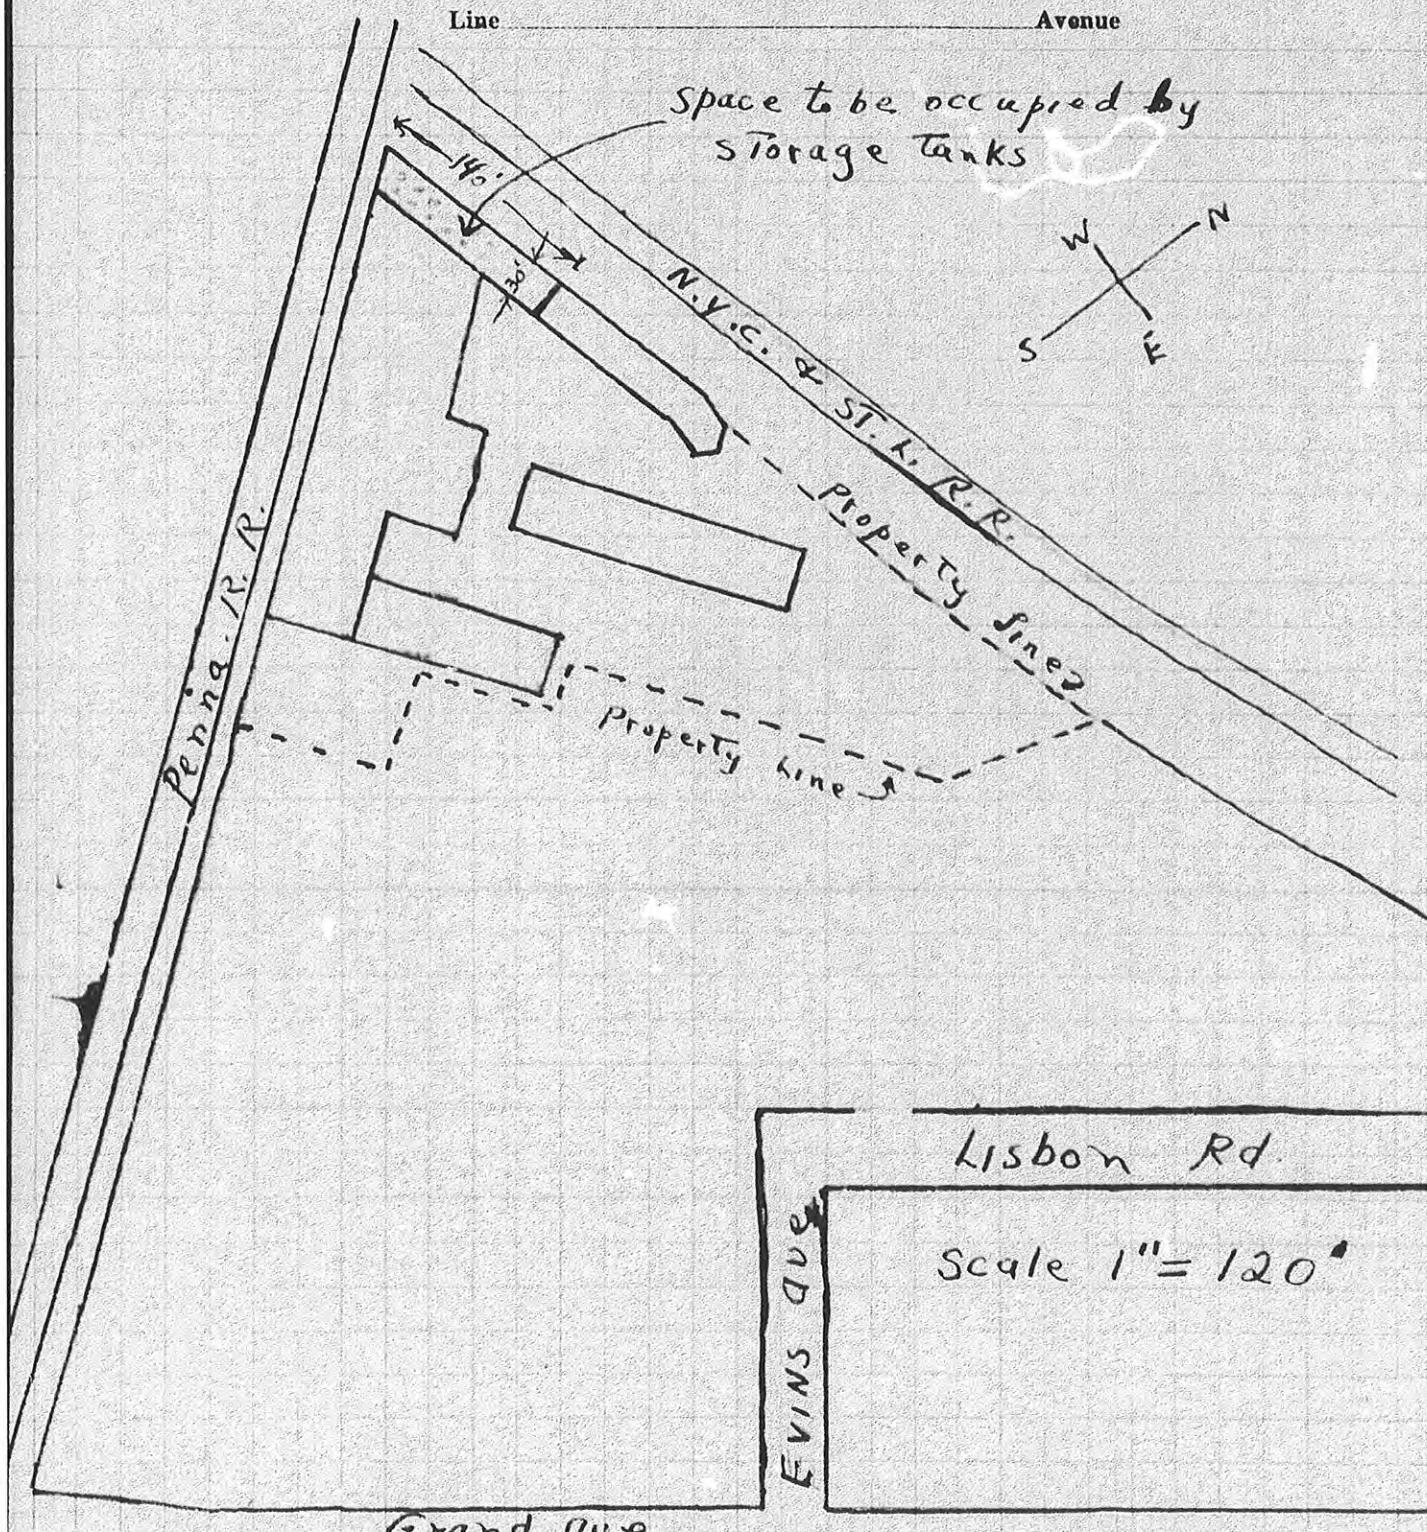 Line Avenue
Space to be occupied by
storage Tanks
140'
30'
W
N
S
E
N.Y.C. & ST. L. R.R.
Property Line
Penna. R. R.
Property Line
Lisbon Rd.
Scale 1" = 120'
EVINS AVE
Grand Ave